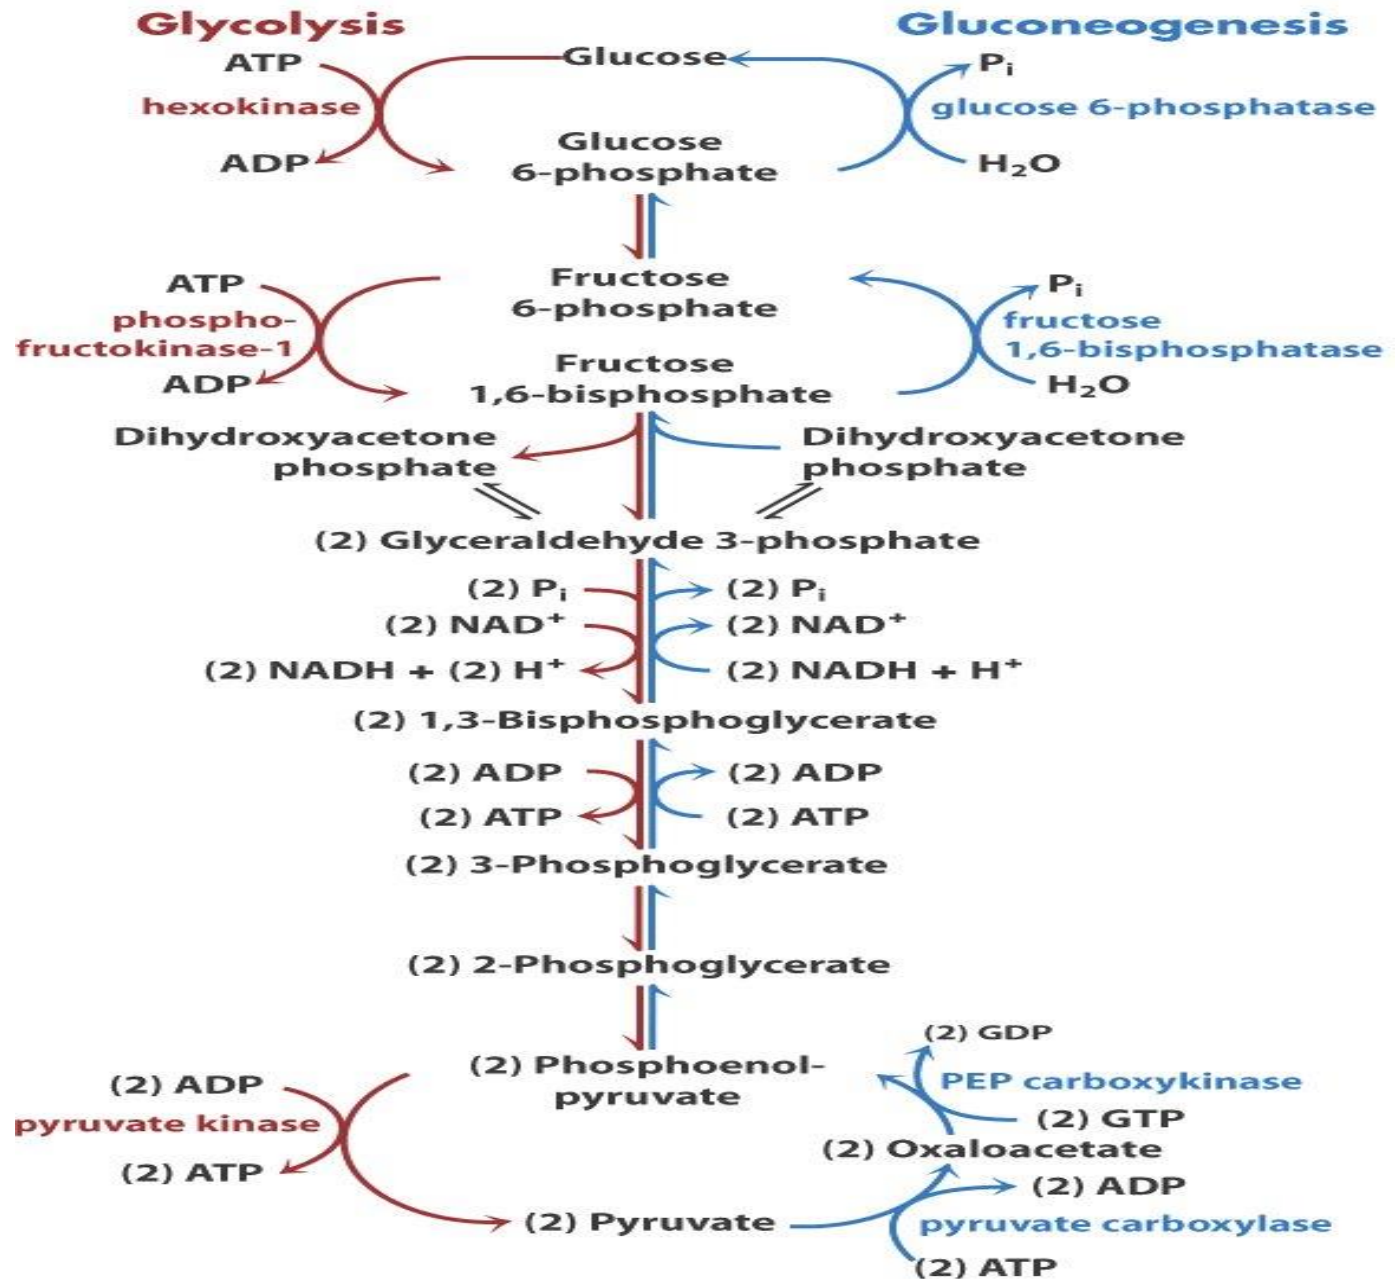 Glycolysis
Gluconeogenesis
ATP
Glucose
Pi
hexokinase
glucose 6-phosphatase
ADP
Glucose
6-phosphate
H₂O
ATP
Fructose
6-phosphate
Pi
phospho-
fructokinase-1
fructose
1,6-bisphosphatase
ADP
Fructose
1,6-bisphosphate
H₂O
Dihydroxyacetone
phosphate
Dihydroxyacetone
phosphate
(2) Glyceraldehyde 3-phosphate
(2) Pi
(2) Pi
(2) NAD⁺
(2) NAD⁺
(2) NADH + (2) H⁺
(2) NADH + H⁺
(2) 1,3-Bisphosphoglycerate
(2) ADP
(2) ADP
(2) ATP
(2) ATP
(2) 3-Phosphoglycerate
(2) 2-Phosphoglycerate
(2) GDP
(2) Phosphoenol-
pyruvate
(2) ADP
PEP carboxykinase
pyruvate kinase
(2) GTP
(2) ATP
(2) Oxaloacetate
(2) ADP
(2) Pyruvate
pyruvate carboxylase
(2) ATP